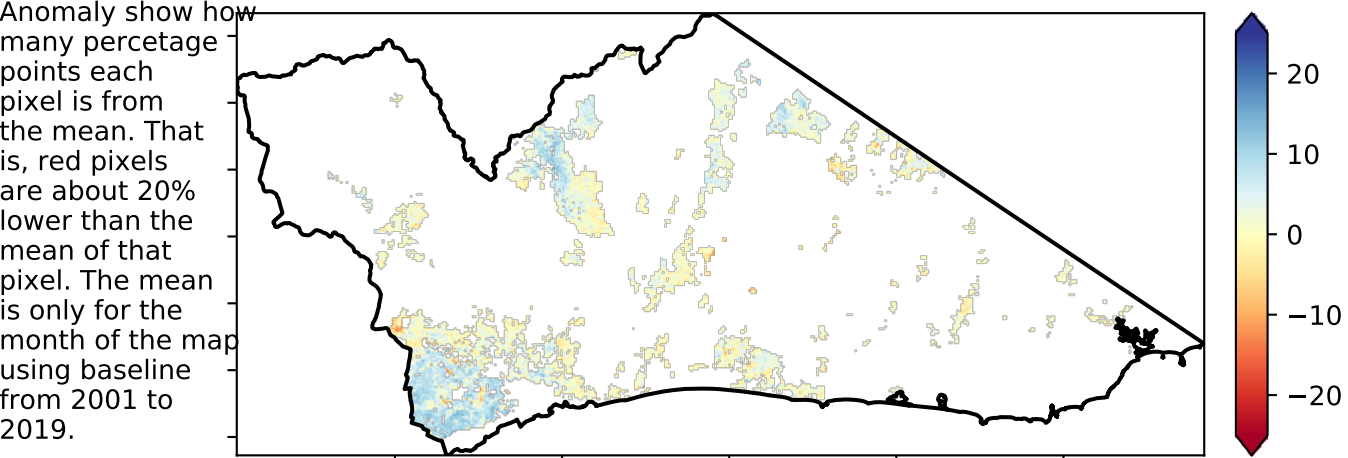 Anomaly show how
many percetage
points each
pixel is from
the mean. That
is, red pixels
are about 20%
lower than the
mean of that
pixel. The mean
is only for the
month of the map
using baseline
from 2001 to
2019.
20
10
0
−10
−20